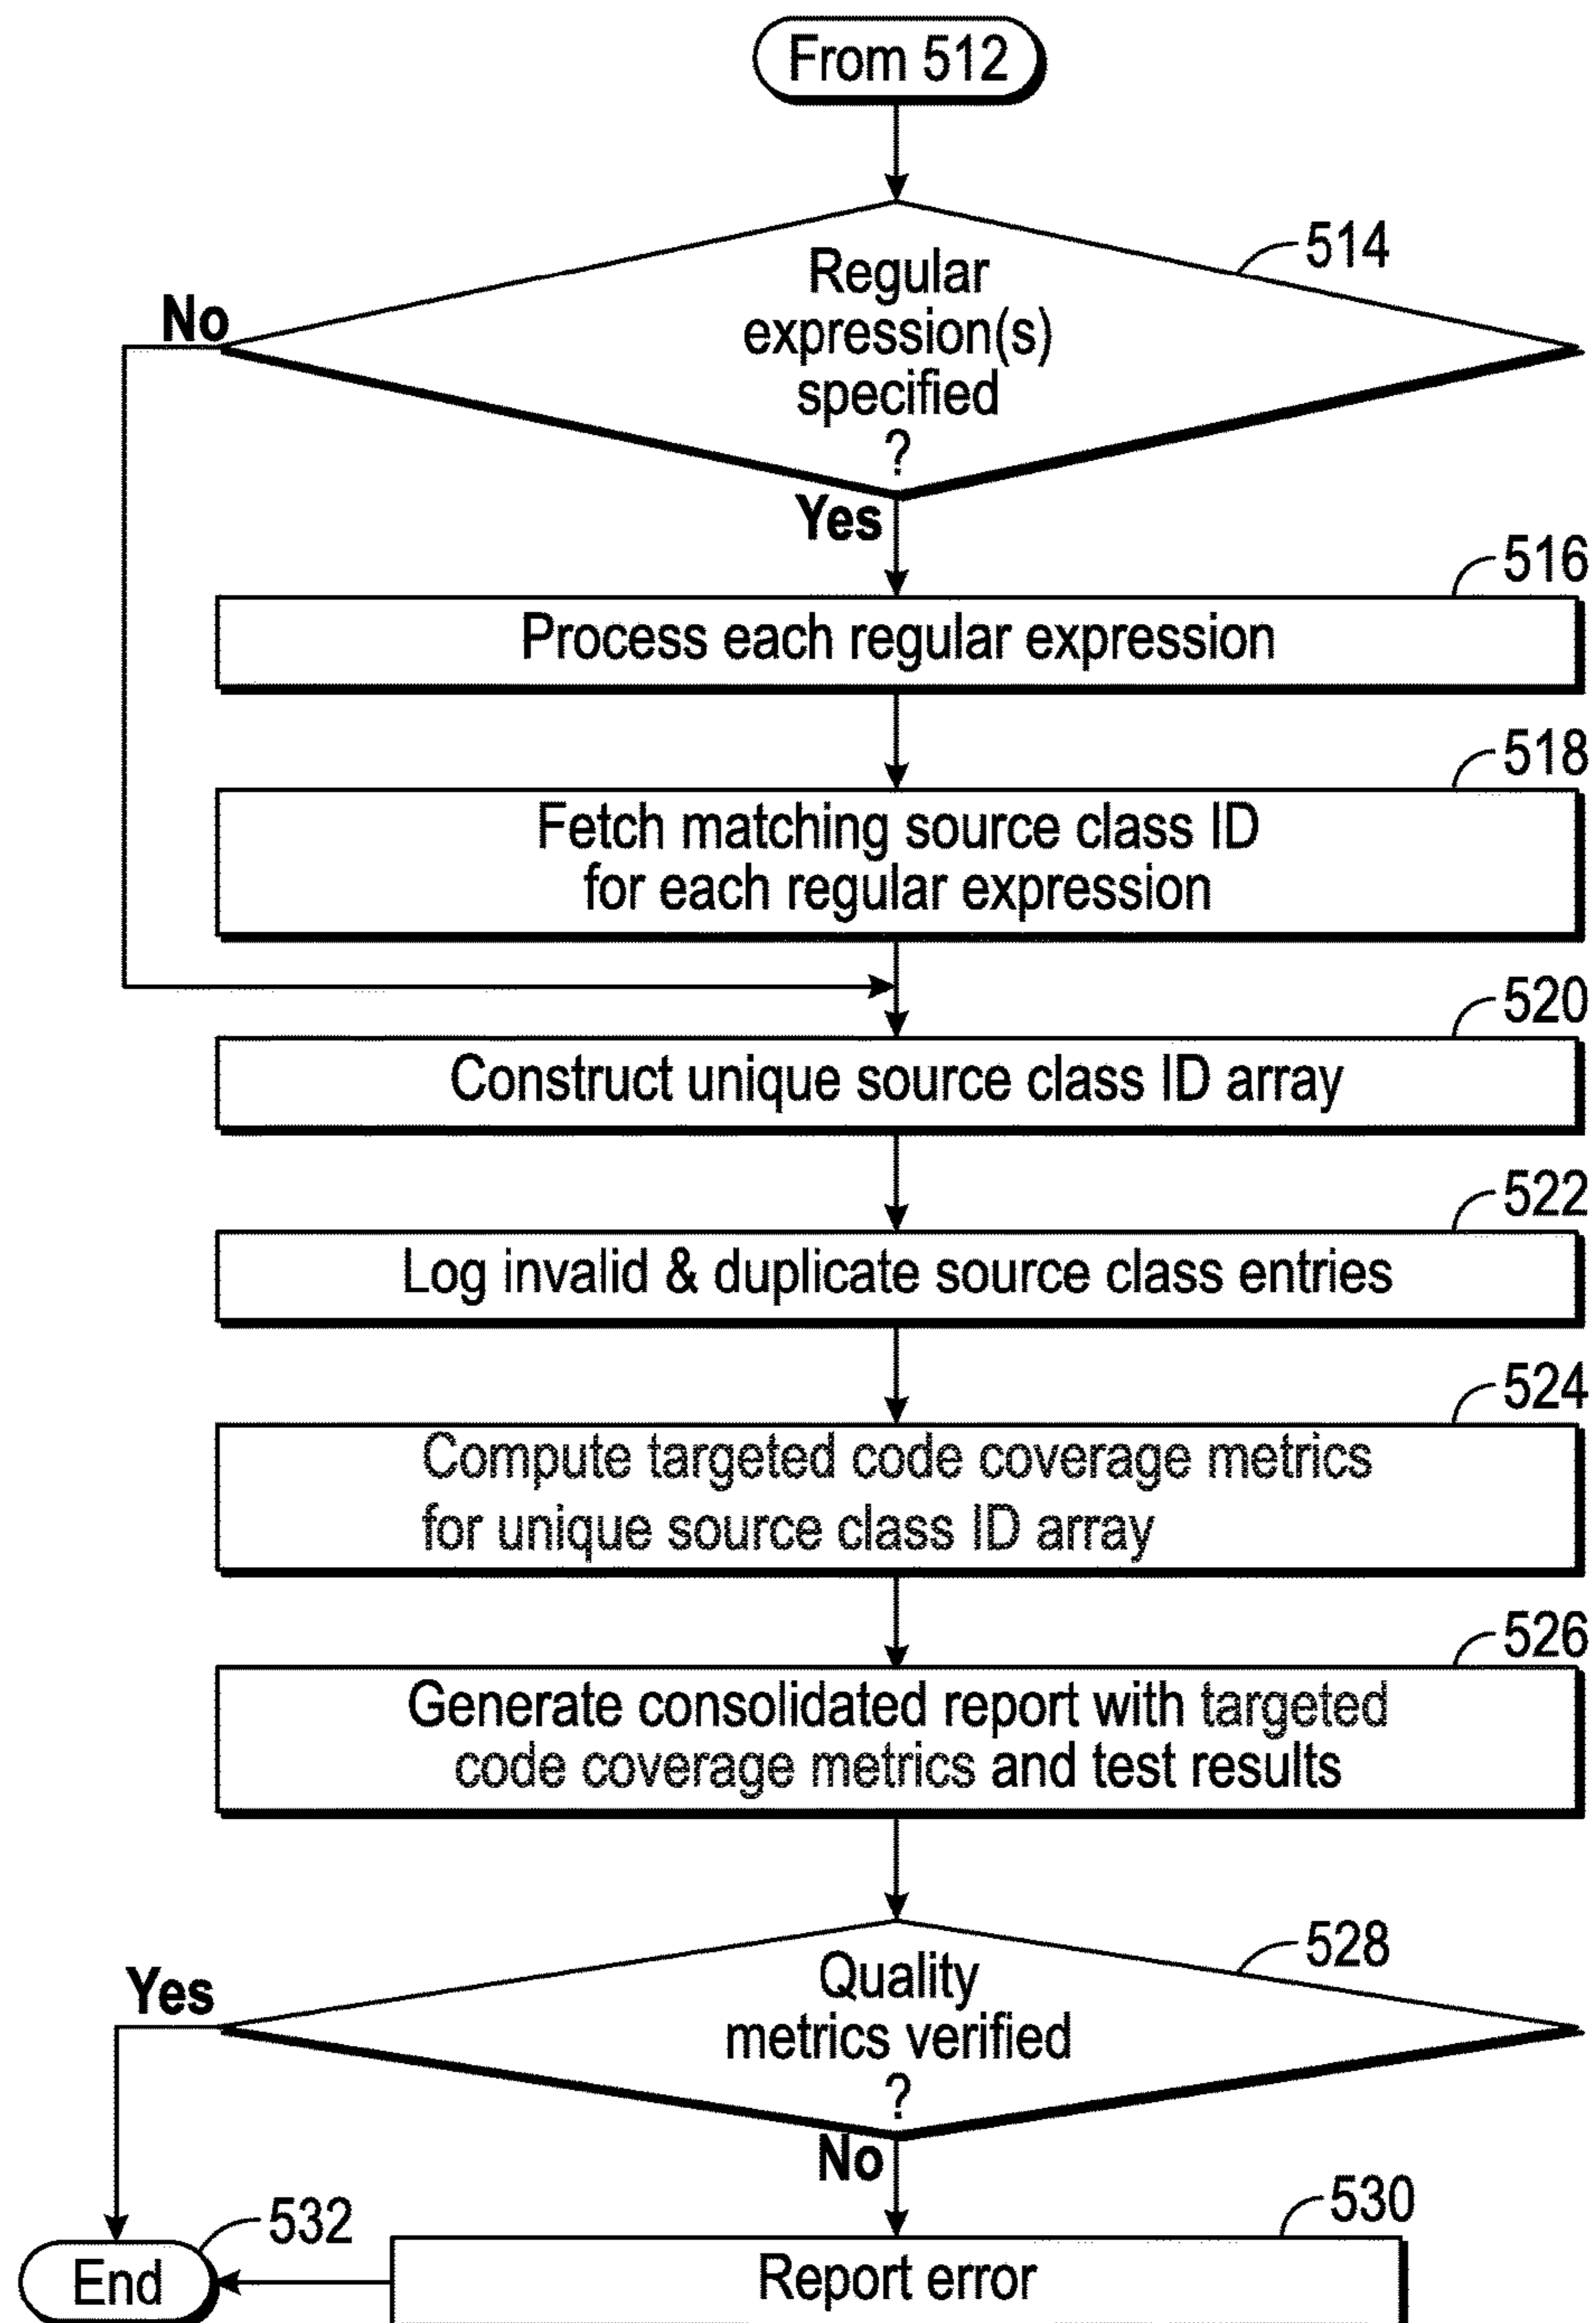 From 512
514
Regular
expression(s)
specified
?
No
Yes
516
Process each regular expression
518
Fetch matching source class ID
for each regular expression
520
Construct unique source class ID array
522
Log invalid & duplicate source class entries
524
Compute targeted code coverage metrics
for unique source class ID array
526
Generate consolidated report with targeted
code coverage metrics and test results
528
Quality
metrics verified
?
Yes
No
530
Report error
532
End